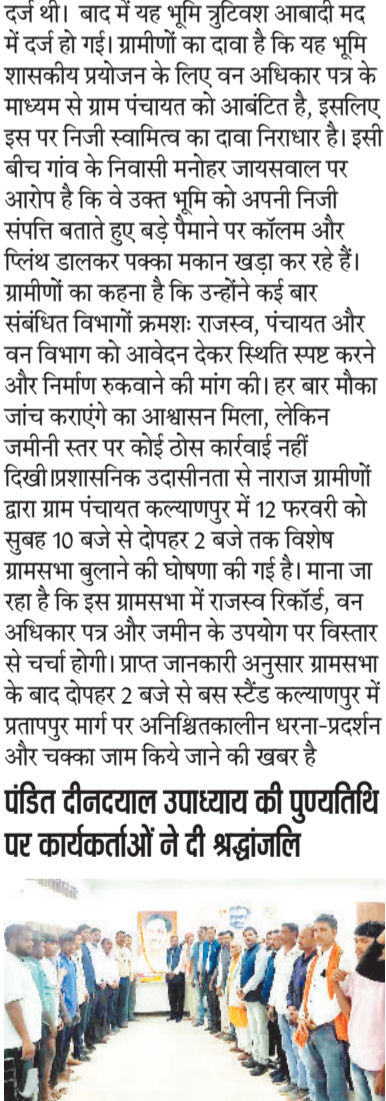 दर्ज थी। बाद में यह भूमि त्रुटिवश आबादी मद
में दर्ज हो गई। ग्रामीणों का दावा है कि यह भूमि
शासकीय प्रयोजन के लिए वन अधिकार पत्र के
माध्यम से ग्राम पंचायत को आबंटित है, इसलिए
इस पर निजी स्वामित्व का दावा निराधार है। इसी
बीच गांव के निवासी मनोहर जायसवाल पर
आरोप है कि वे उक्त भूमि को अपनी निजी
संपत्ति बताते हुए बड़े पैमाने पर कॉलम और
प्लिंथ डालकर पक्का मकान खड़ा कर रहे हैं।
ग्रामीणों का कहना है कि उन्होंने कई बार
संबंधित विभागों क्रमशः राजस्व, पंचायत और
वन विभाग को आवेदन देकर स्थिति स्पष्ट करने
और निर्माण रुकवाने की मांग की। हर बार मौका
जांच कराएंगे का आश्वासन मिला, लेकिन
जमीनी स्तर पर कोई ठोस कार्रवाई नहीं
दिखी।प्रशासनिक उदासीनता से नाराज ग्रामीणों
द्वारा ग्राम पंचायत कल्याणपुर में 12 फरवरी को
सुबह 10 बजे से दोपहर 2 बजे तक विशेष
ग्रामसभा बुलाने की घोषणा की गई है। माना जा
रहा है कि इस ग्रामसभा में राजस्व रिकॉर्ड, वन
अधिकार पत्र और जमीन के उपयोग पर विस्तार
से चर्चा होगी। प्राप्त जानकारी अनुसार ग्रामसभा
के बाद दोपहर 2 बजे से बस स्टैंड कल्याणपुर में
प्रतापपुर मार्ग पर अनिश्चितकालीन धरना-प्रदर्शन
और चक्का जाम किये जाने की खबर है
पंडित दीनदयाल उपाध्याय की पुण्यतिथि
पर कार्यकर्ताओं ने दी श्रद्धांजलि